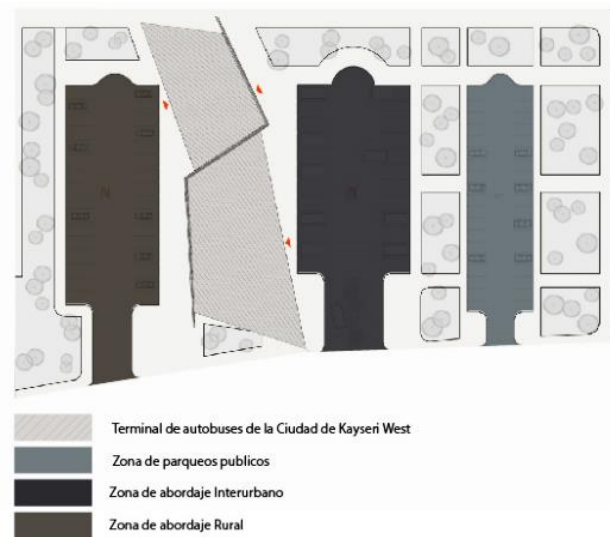 Terminal de autobuses de la Ciudad de Kayseri West
Zona de parqueos publicos
Zona de abordaje Interurbano
Zona de abordaje Rural